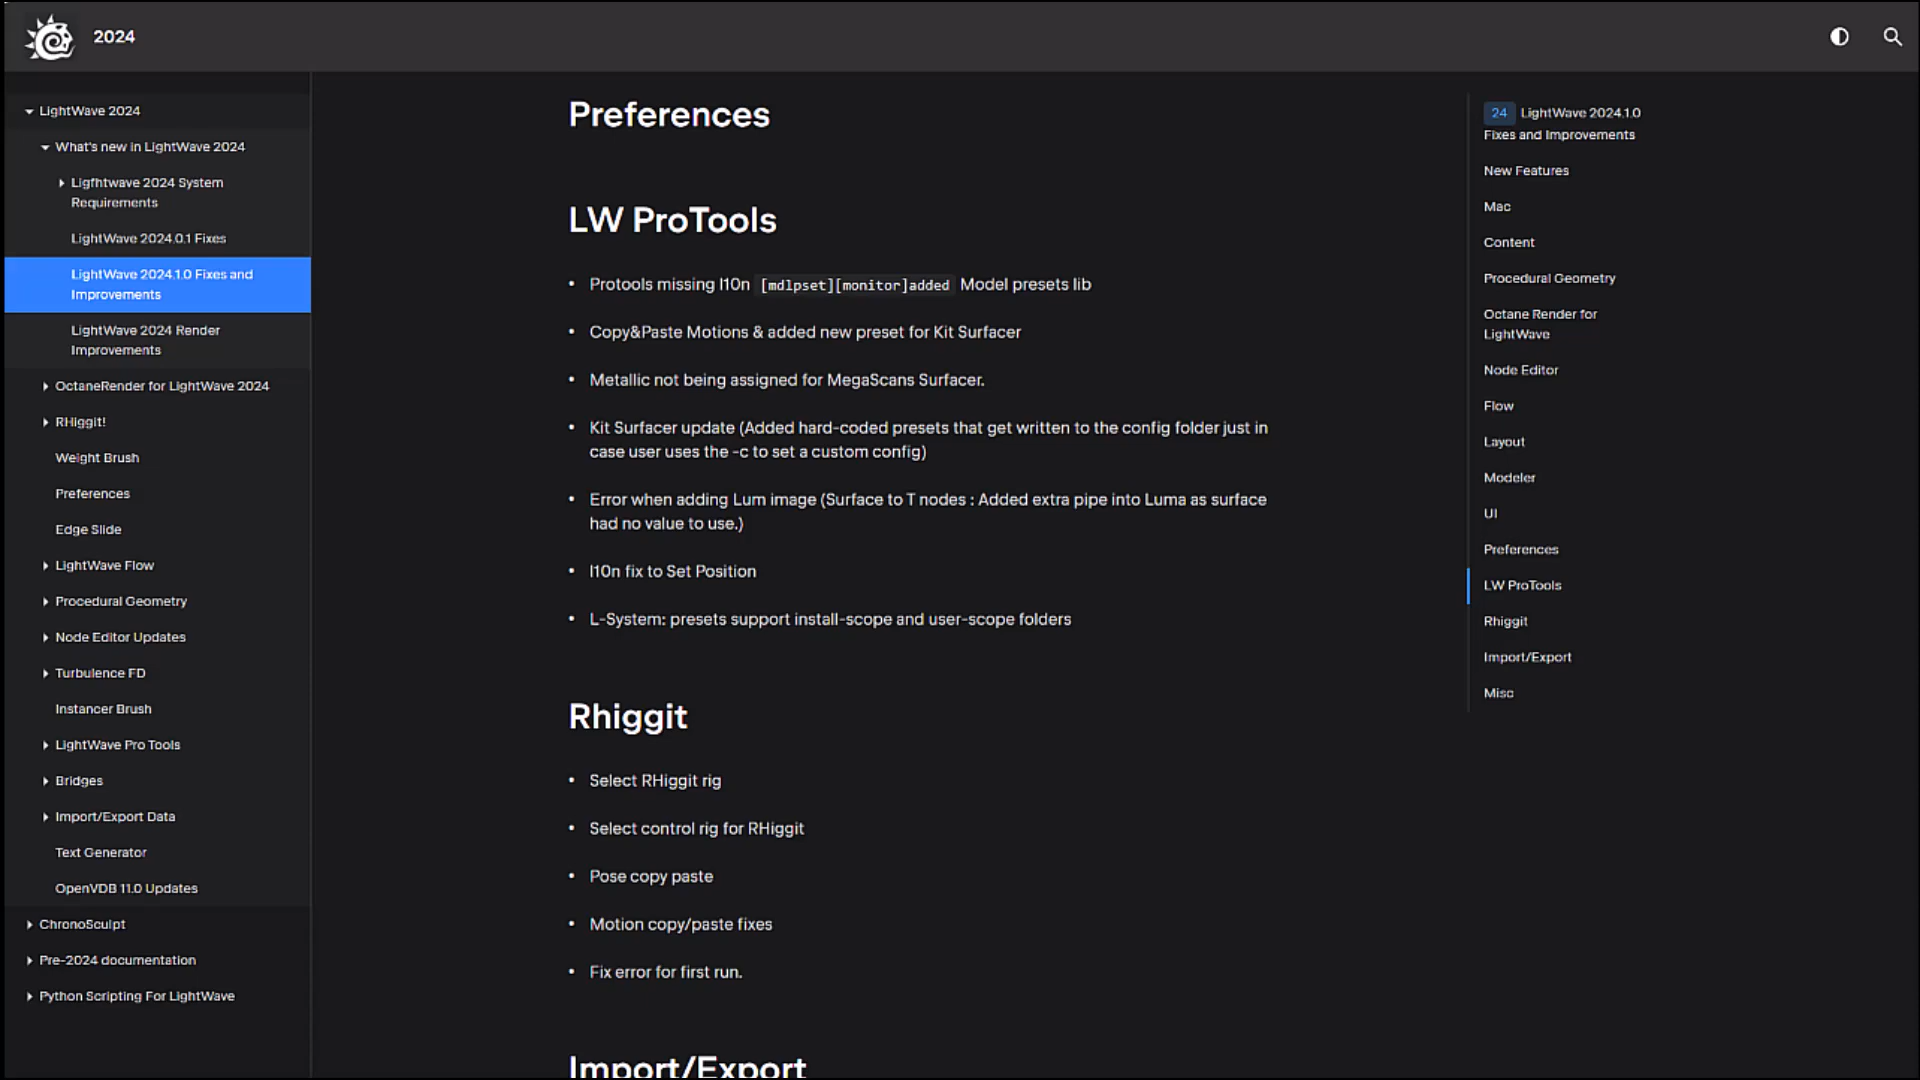 2024
LightWave 2024
What's new in LightWave 2024
Ligfhtwave 2024 System
Requirements
LightWave 2024.0.1 Fixes
LightWave 2024.1.0 Fixes and
Improvements
LightWave 2024 Render
Improvements
OctaneRender for LightWave 2024
RHiggit!
Weight Brush
Preferences
Edge Slide
LightWave Flow
Procedural Geometry
Node Editor Updates
Turbulence FD
Instancer Brush
LightWave Pro Tools
Bridges
Import/Export Data
Text Generator
OpenVDB 11.0 Updates
ChronoSculpt
Pre-2024 documentation
Python Scripting For LightWave
Preferences
LW ProTools
• Protools missing l10n [mdlpset][monitor]added Model presets lib
• Copy&Paste Motions & added new preset for Kit Surfacer
• Metallic not being assigned for MegaScans Surfacer.
• Kit Surfacer update (Added hard-coded presets that get written to the config folder just in
case user uses the -c to set a custom config)
• Error when adding Lum image (Surface to T nodes : Added extra pipe into Luma as surface
had no value to use.)
• l10n fix to Set Position
• L-System: presets support install-scope and user-scope folders
Rhiggit
• Select RHiggit rig
• Select control rig for RHiggit
• Pose copy paste
• Motion copy/paste fixes
• Fix error for first run.
Import/Export
24 LightWave 2024.1.0
Fixes and Improvements
New Features
Mac
Content
Procedural Geometry
Octane Render for
LightWave
Node Editor
Flow
Layout
Modeler
UI
Preferences
LW ProTools
Rhiggit
Import/Export
Misc